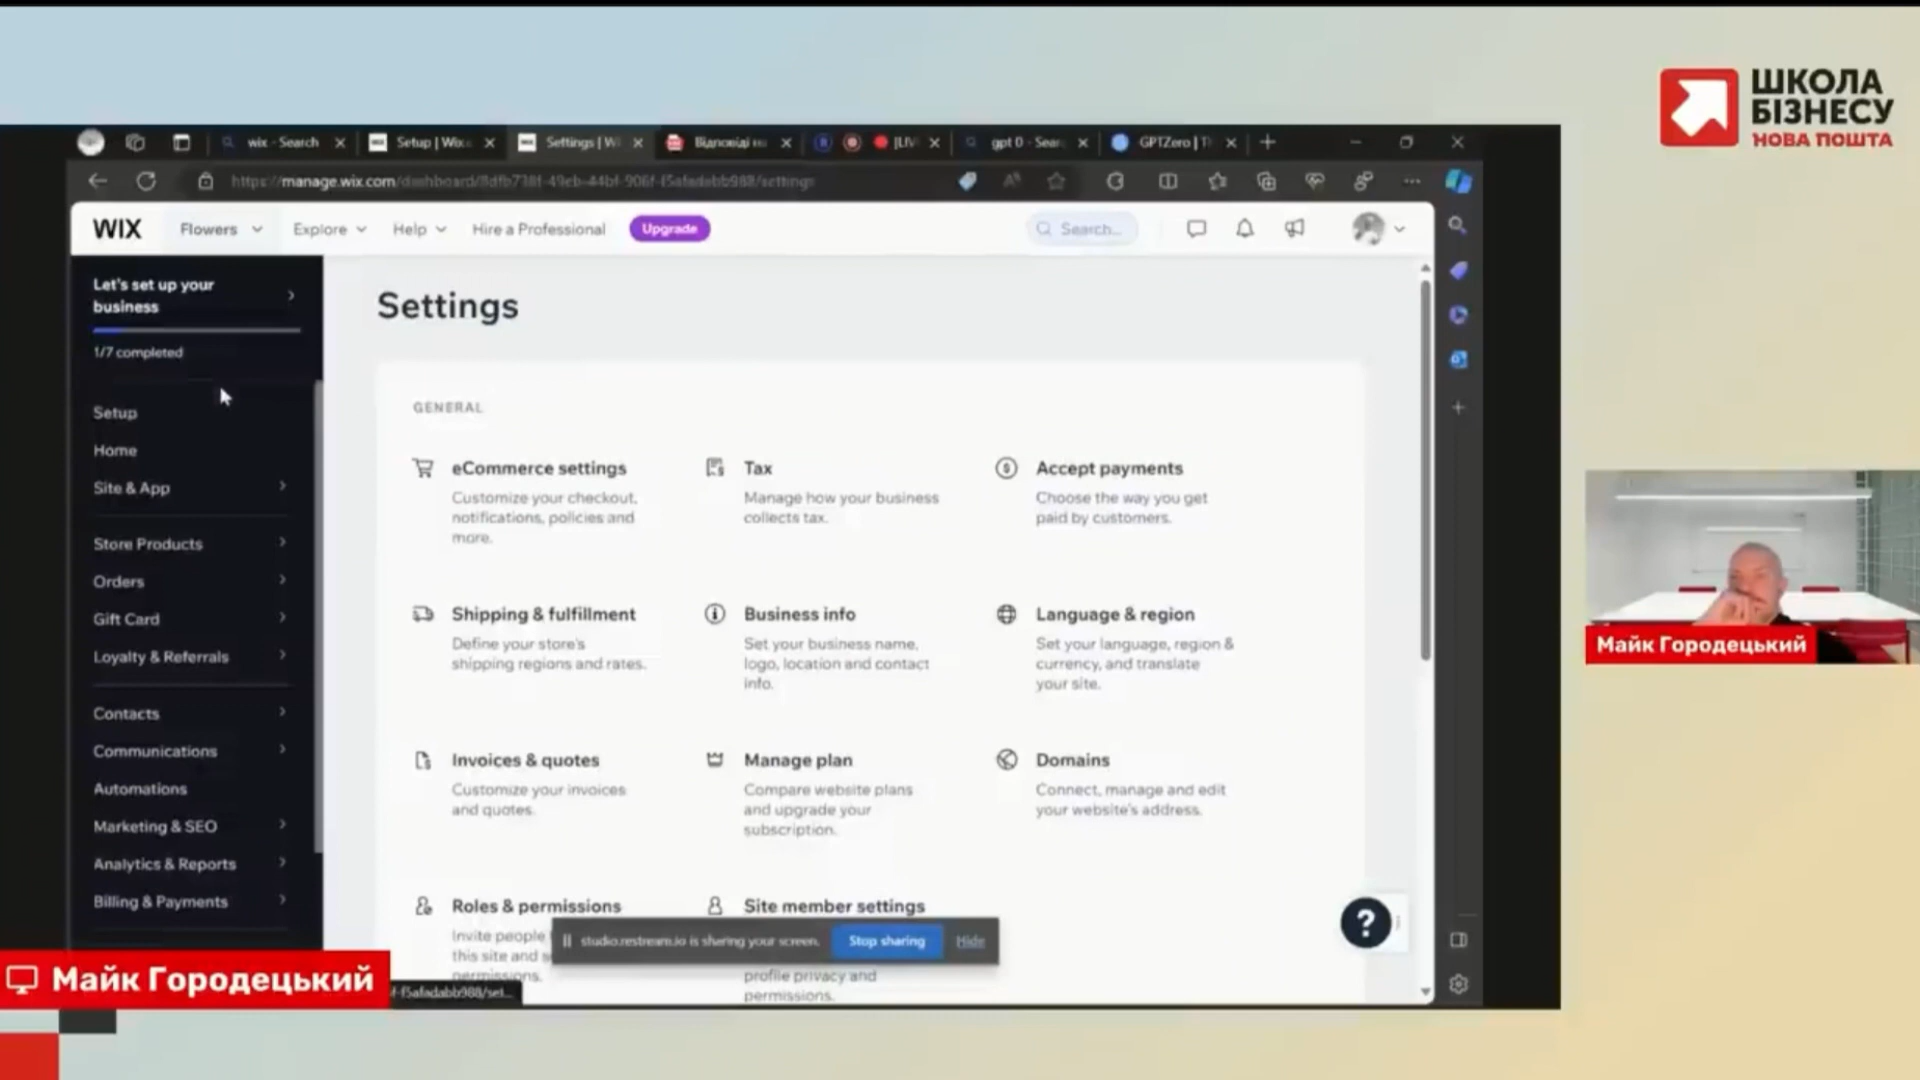 ШКОЛА
БІЗНЕСУ
НОВА ПОШТА
wix - Search
Setup | Wix
Settings | W
Відповіді
gpt 0 - Sear
GPTZero | T
manage.wix.com
WIX
Flowers
Explore
Help
Hire a Professional
Upgrade
Search...
Let's set up your
business
1/7 completed
Setup
Home
Site & App
Store Products
Orders
Gift Card
Loyalty & Referrals
Contacts
Communications
Automations
Marketing & SEO
Analytics & Reports
Billing & Payments
Settings
GENERAL
eCommerce settings
Customize your checkout,
notifications, policies and
more.
Tax
Manage how your business
collects tax.
Accept payments
Choose the way you get
paid by customers.
Shipping & fulfillment
Define your store's
shipping regions and rates.
Business info
Set your business name,
logo, location and contact
info.
Language & region
Set your language, region &
currency, and translate
your site.
Invoices & quotes
Customize your invoices
and quotes.
Manage plan
Compare website plans
and upgrade your
subscription.
Domains
Connect, manage and edit
your website's address.
Roles & permissions
Invite people
this site and s
permissions.
Site member settings
profile privacy and
permissions.
studio.restream.io is sharing your screen.
Stop sharing
Hide
?
Майк Городецький
Майк Городецький